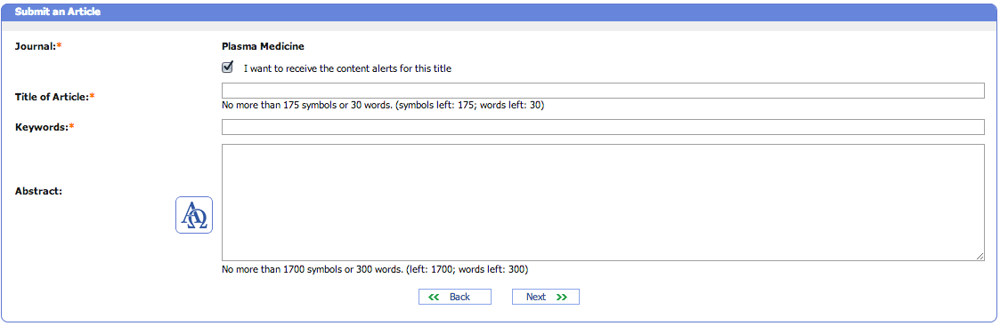 Submit an Article
Journal:* Plasma Medicine
I want to receive the content alerts for this title
Title of Article:*
No more than 175 symbols or 30 words. (symbols left: 175; words left: 30)
Keywords:*
Abstract:
ΑΩ
No more than 1700 symbols or 300 words. (left: 1700; words left: 300)
Back Next